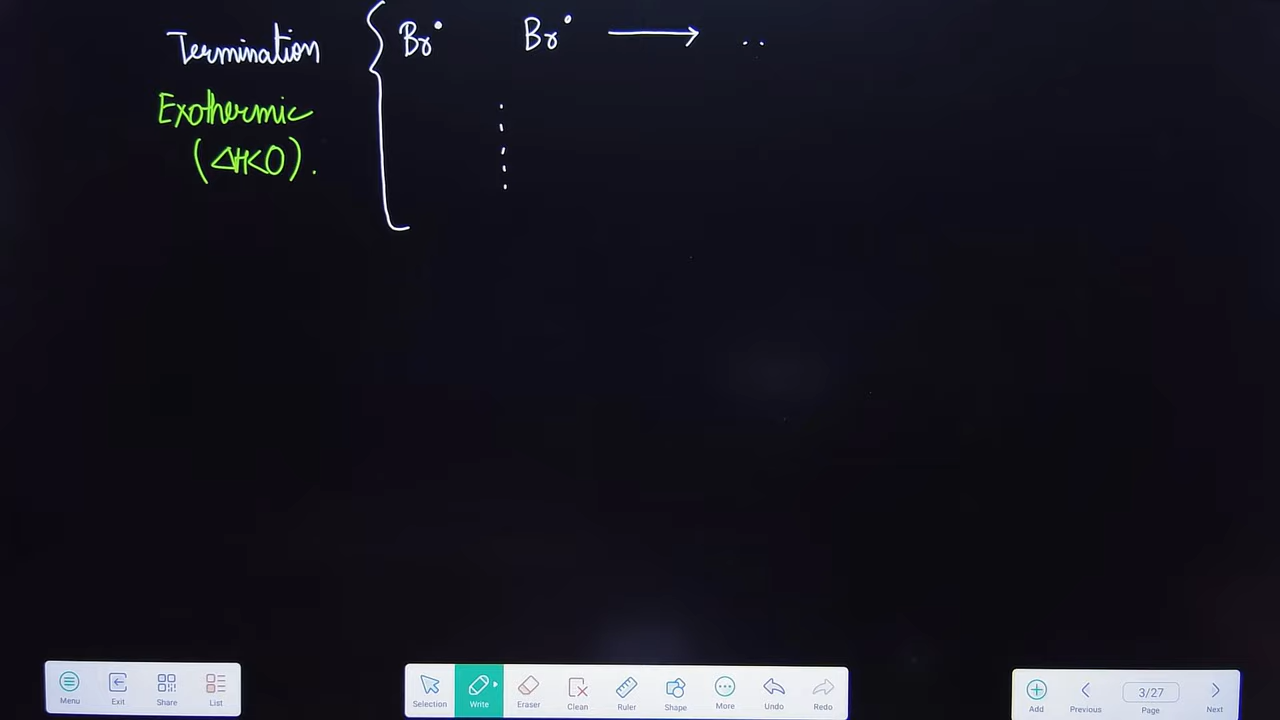 Termination { Br• Br• ⟶ ..
Exothermic
(ΔH<0).
Menu Exit Share List
Selection Write Eraser Clean Ruler Shape More Undo Redo
Add Previous 3/27 Page Next